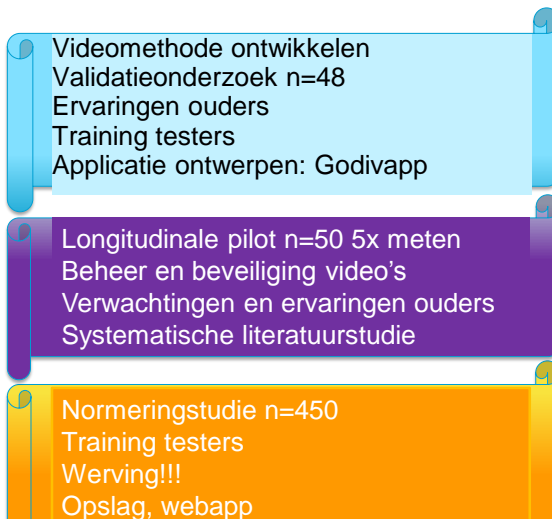 Videomethode ontwikkelen
Validatieonderzoek n=48
Ervaringen ouders
Training testers
Applicatie ontwerpen: Godivapp
Longitudinale pilot n=50 5x meten
Beheer en beveiliging video's
Verwachtingen en ervaringen ouders
Systematische literatuurstudie
Normeringstudie n=450
Training testers
Werving!!!
Opslag, webapp